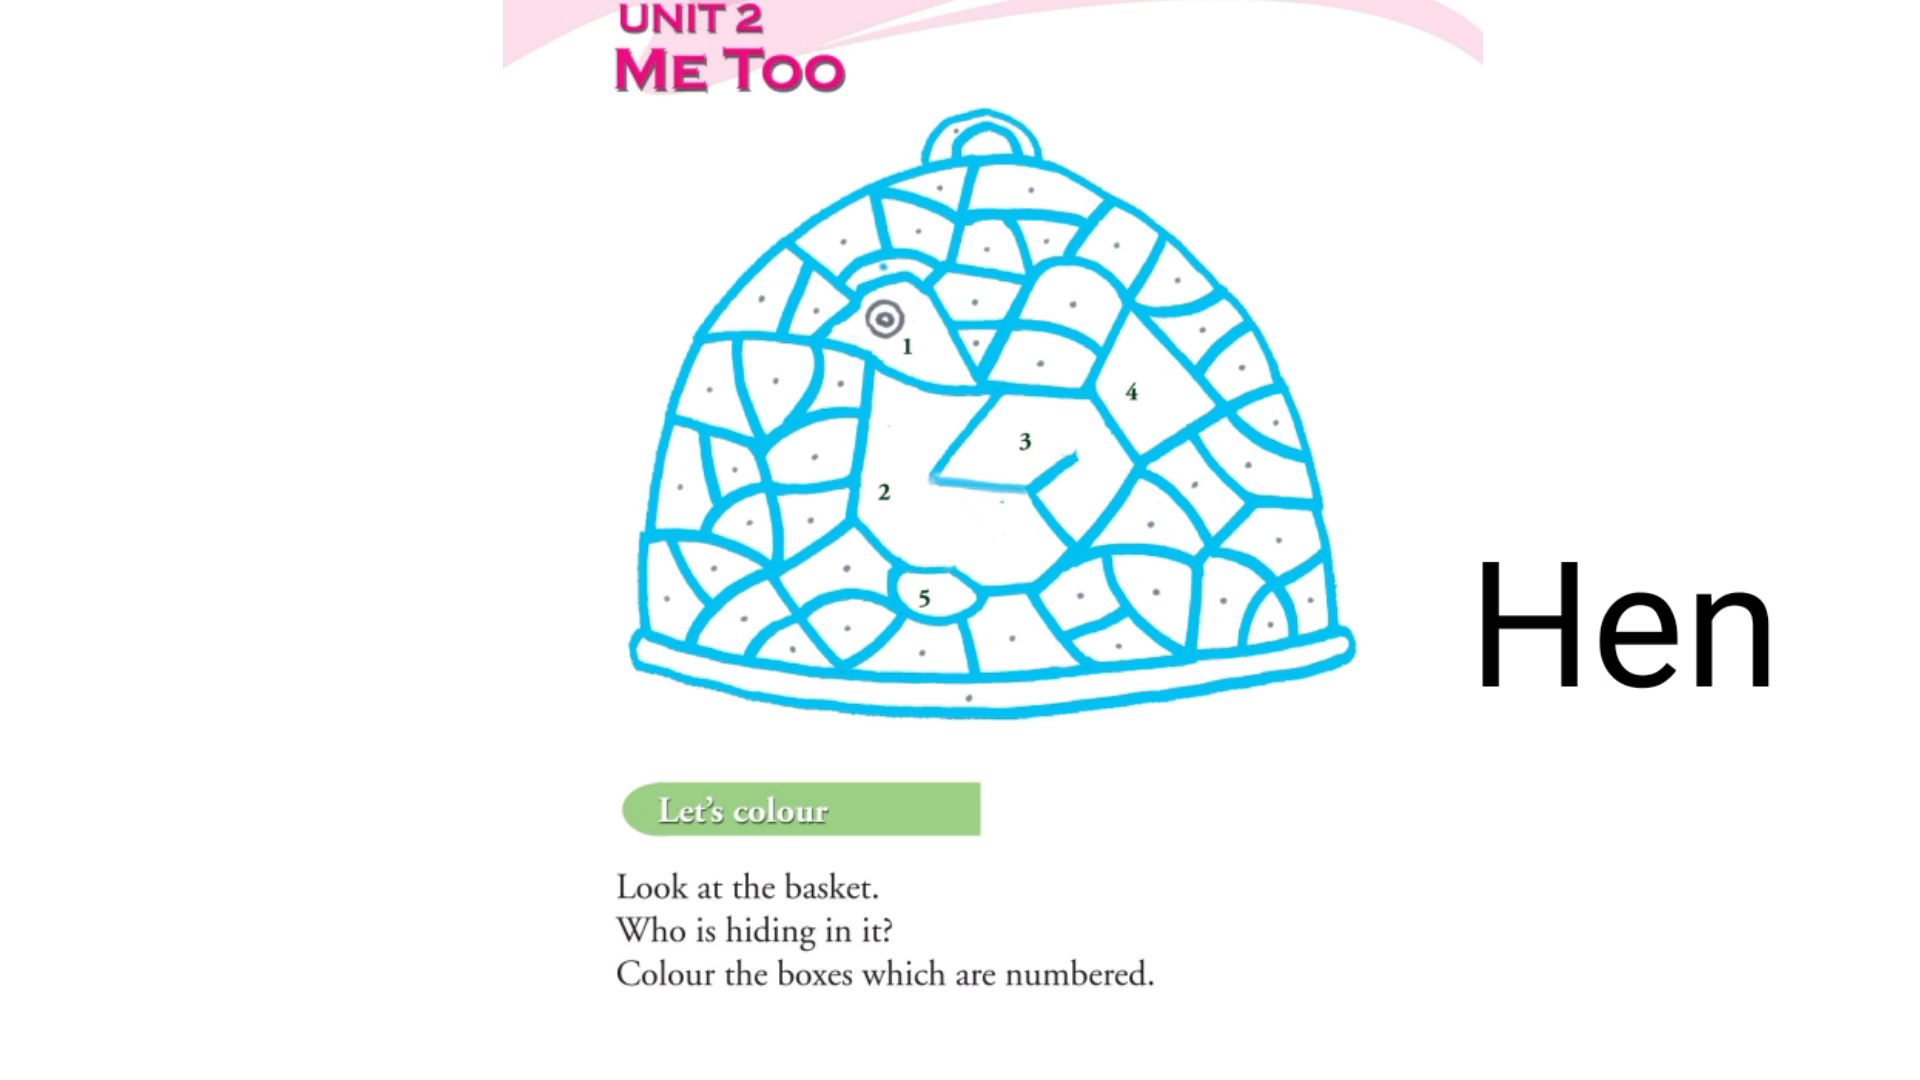 UNIT 2
ME TOO
1
4
3
2
5
Hen
Let's colour
Look at the basket.
Who is hiding in it?
Colour the boxes which are numbered.